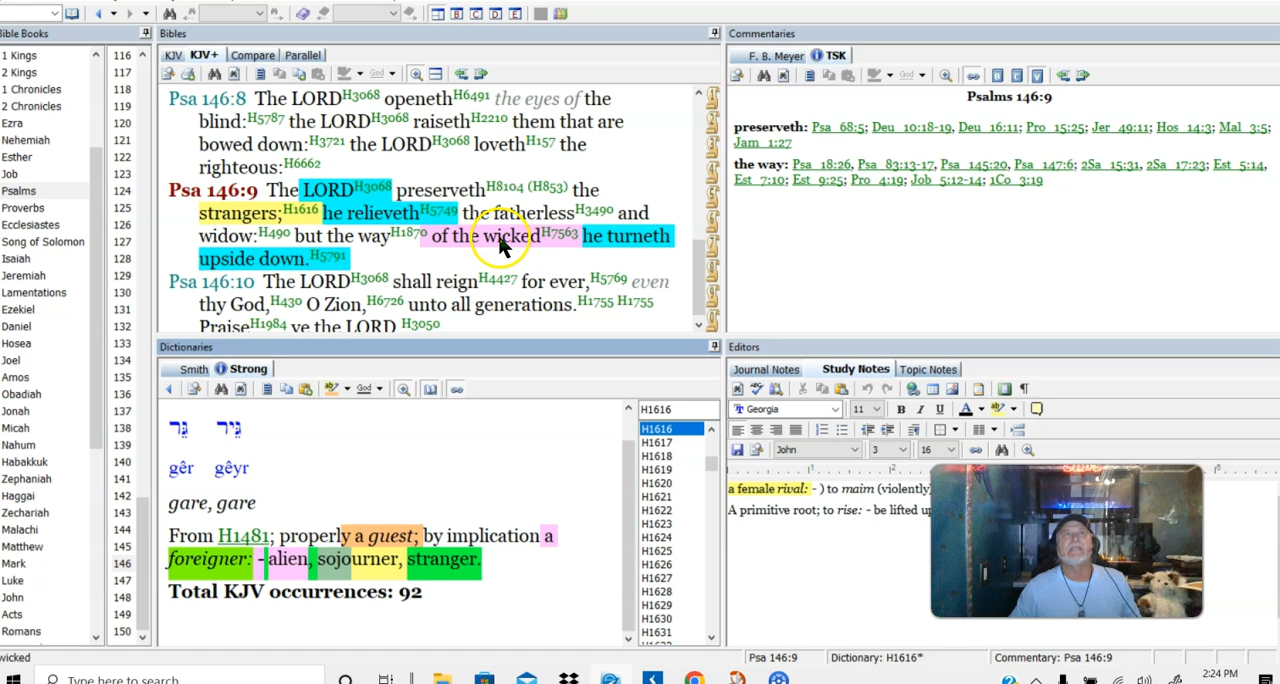 Bible Books
1 Kings
2 Kings
1 Chronicles
2 Chronicles
Ezra
Nehemiah
Esther
Job
Psalms
Proverbs
Ecclesiastes
Song of Solomon
Isaiah
Jeremiah
Lamentations
Ezekiel
Daniel
Hosea
Joel
Amos
Obadiah
Jonah
Micah
Nahum
Habakkuk
Zephaniah
Haggai
Zechariah
Malachi
Matthew
Mark
Luke
John
Acts
Romans
116
117
118
119
120
121
122
123
124
125
126
127
128
129
130
131
132
133
134
135
136
137
138
139
140
141
142
143
144
145
146
147
148
149
150
Bibles
KJV KJV+ Compare Parallel
Psa 146:8 The LORDH3068 openethH6491 the eyes of the
blind:H5787 the LORDH3068 raisethH2210 them that are
bowed down:H3721 the LORDH3068 lovethH157 the
righteous:H6662
Psa 146:9 The LORDH3068 preservethH8104 (H853) the
strangers;H1616 he relievethH5749 the fatherlessH3490 and
widow:H490 but the wayH1870 of the wickedH7563 he turneth
upside down.H5791
Psa 146:10 The LORDH3068 shall reignH4427 for ever,H5769 even
thy God,H430 O Zion,H6726 unto all generations.H1755 H1755
PraiseH1984 ye the LORD H3050
Commentaries
F. B. Meyer TSK
Psalms 146:9
preserveth: Psa 68:5; Deu 10:18-19, Deu 16:11; Pro 15:25; Jer 49:11; Hos 14:3; Mal 3:5;
Jam 1:27
the way: Psa 18:26, Psa 83:13-17, Psa 145:20, Psa 147:6; 2Sa 15:31, 2Sa 17:23; Est 5:14,
Est 7:10; Est 9:25; Pro 4:19; Job 5:12-14; 1Co 3:19
Dictionaries
Smith Strong
גֵּר גֵּיר
gêr gêyr
gare, gare
From H1481; properly a guest; by implication a
foreigner: - alien, sojourner, stranger.
Total KJV occurrences: 92
H1616
H1616
H1617
H1618
H1619
H1620
H1621
H1622
H1623
H1624
H1625
H1626
H1627
H1628
H1629
H1630
H1631
Editors
Journal Notes Study Notes Topic Notes
Georgia 11 B I U A
John 3 16
a female rival: - ) to maim (violently)
A primitive root; to rise: - be lifted up
wicked
Psa 146:9 Dictionary: H1616* Commentary: Psa 146:9
Type here to search
2:24 PM